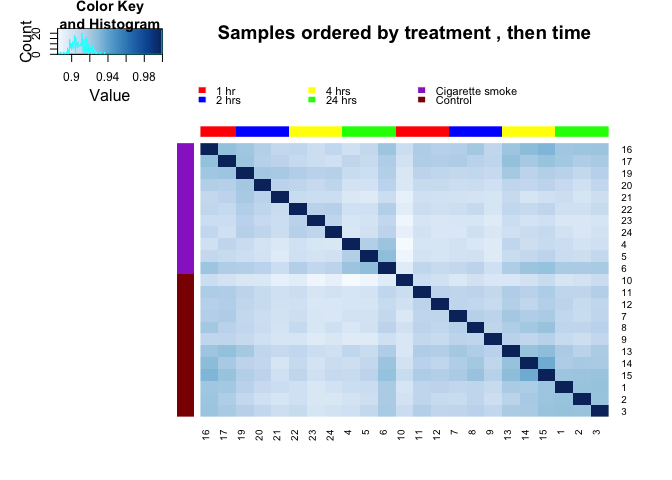 Color Key
and Histogram
Count
0 20
0.9 0.94 0.98
Value
Samples ordered by treatment , then time
1 hr 4 hrs Cigarette smoke
2 hrs 24 hrs Control
16
17
19
20
21
22
23
24
4
5
6
10
11
12
7
8
9
13
14
15
1
2
3
16 17 19 20 21 22 23 24 4 5 6 10 11 12 7 8 9 13 14 15 1 2 3